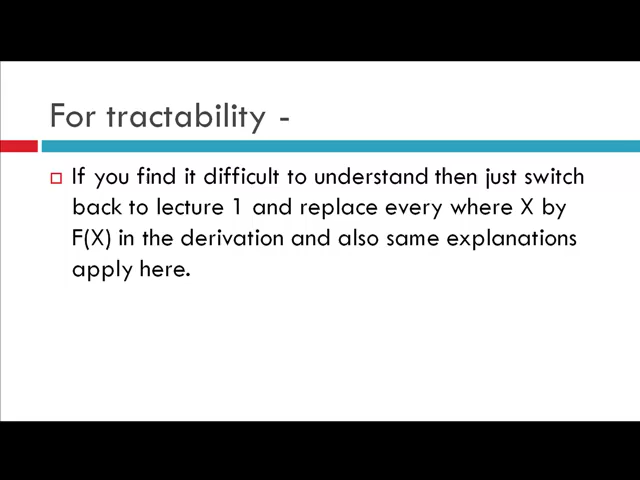 For tractability -
If you find it difficult to understand then just switch
back to lecture 1 and replace every where X by
F(X) in the derivation and also same explanations
apply here.